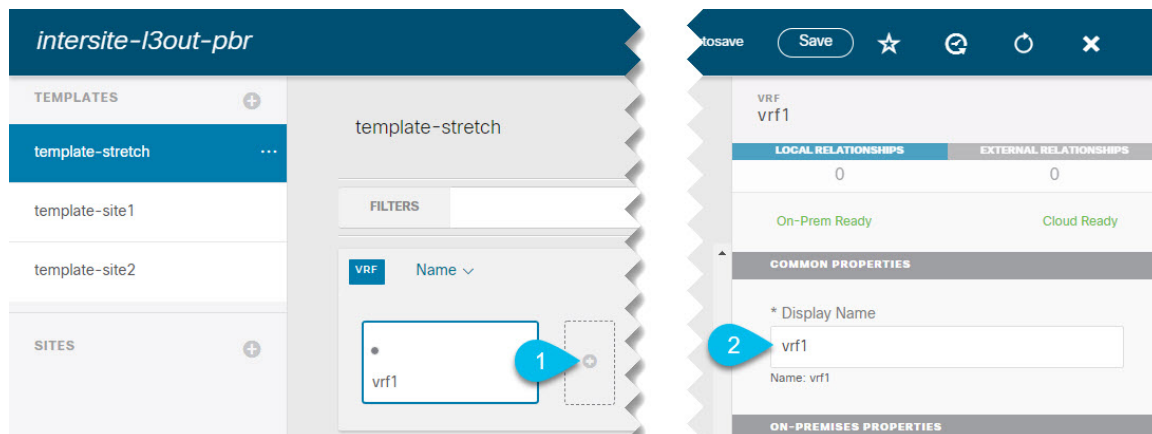 intersite-l3out-pbr
TEMPLATES
template-stretch
template-site1
template-site2
SITES
template-stretch
FILTERS
VRF Name
vrf1
1
Save
VRF
vrf1
LOCAL RELATIONSHIPS EXTERNAL RELATIONSHIPS
0 0
On-Prem Ready Cloud Ready
COMMON PROPERTIES
* Display Name
2
vrf1
Name: vrf1
ON-PREMISES PROPERTIES